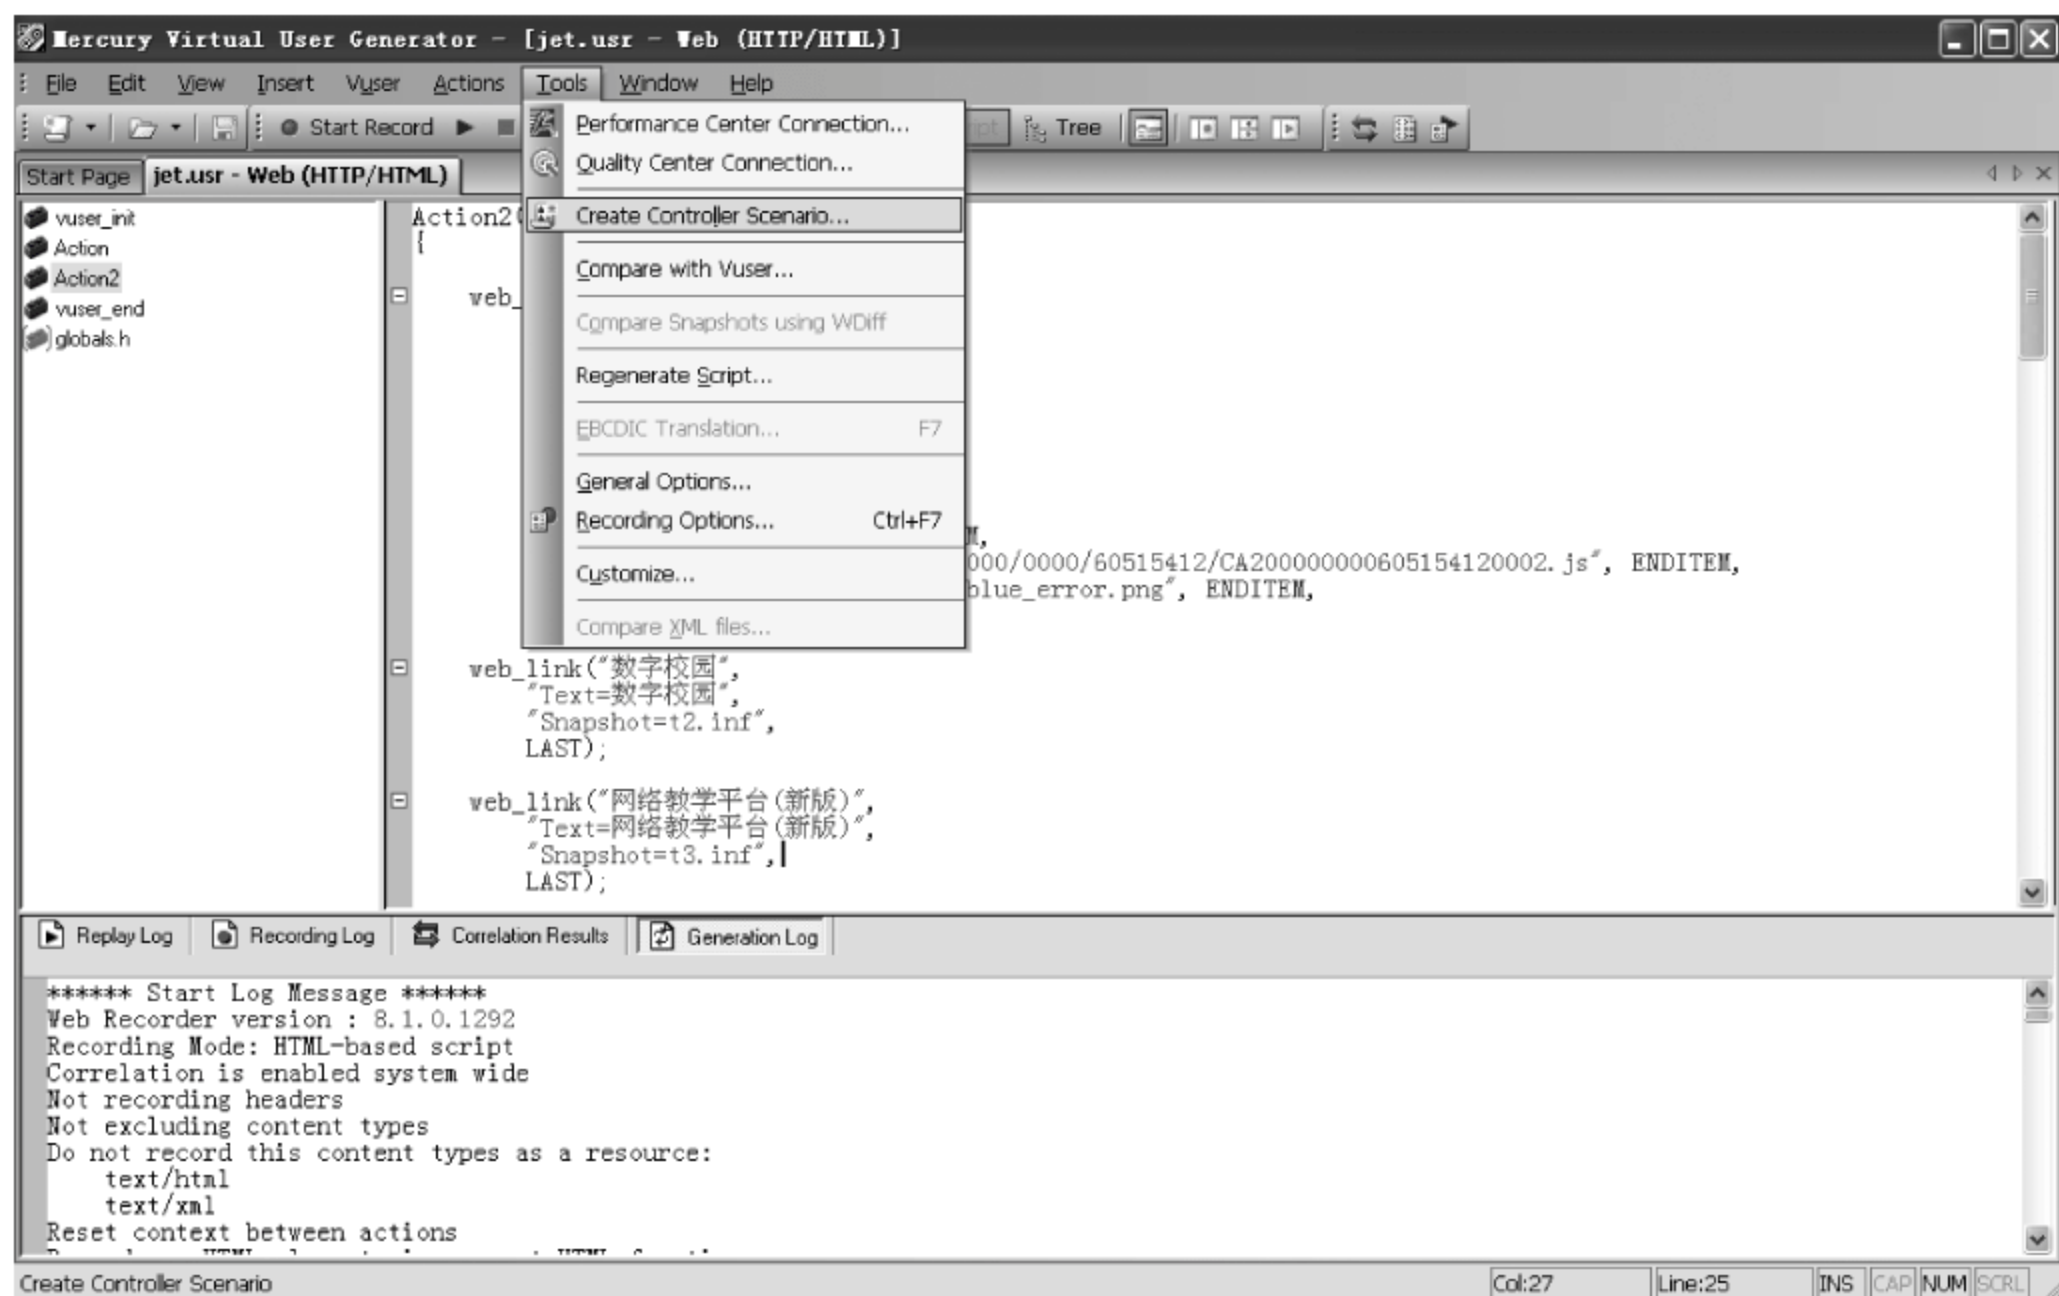 Mercury Virtual User Generator - [jet.usr - Web (HTTP/HTML)]
File Edit View Insert Vuser Actions Tools Window Help
Start Record Tree
Start Page jet.usr - Web (HTTP/HTML)
vuser_init
Action
Action2
vuser_end
globals.h
Performance Center Connection...
Quality Center Connection...
Create Controller Scenario...
Compare with Vuser...
Compare Snapshots using WDiff
Regenerate Script...
EBCDIC Translation... F7
General Options...
Recording Options... Ctrl+F7
Customize...
Compare XML files...
Action2(
{
web_
M,
000/0000/60515412/CA20000000060515412​0002.js", ENDITEM,
blue_error.png", ENDITEM,
web_link("数字校园",
"Text=数字校园",
"Snapshot=t2.inf",
LAST);
web_link("网络教学平台(新版)",
"Text=网络教学平台(新版)",
"Snapshot=t3.inf",
LAST);
Replay Log Recording Log Correlation Results Generation Log
****** Start Log Message ******
Web Recorder version : 8.1.0.1292
Recording Mode: HTML-based script
Correlation is enabled system wide
Not recording headers
Not excluding content types
Do not record this content types as a resource:
text/html
text/xml
Reset context between actions
Create Controller Scenario Col:27 Line:25 INS CAP NUM SCRL